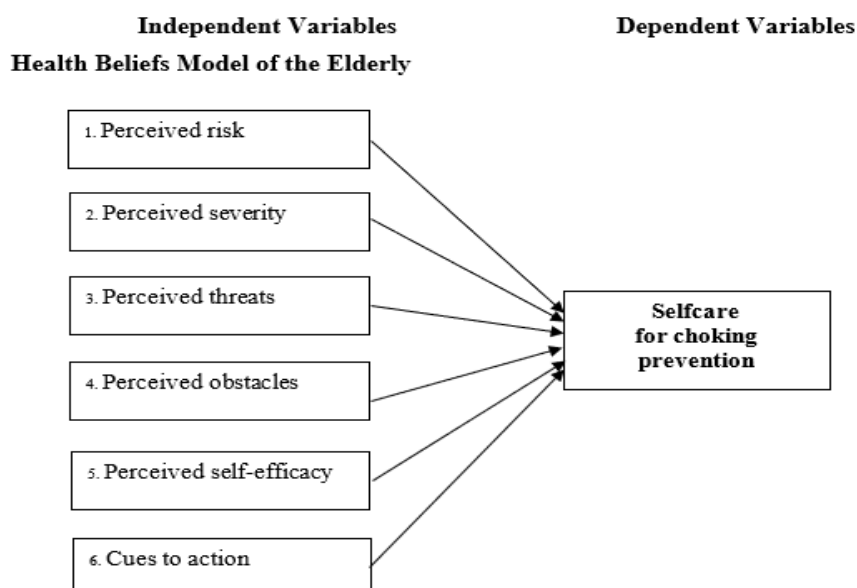 Independent Variables
Dependent Variables
Health Beliefs Model of the Elderly
1. Perceived risk
2. Perceived severity
3. Perceived threats
4. Perceived obstacles
5. Perceived self-efficacy
6. Cues to action
Selfcare
for choking
prevention